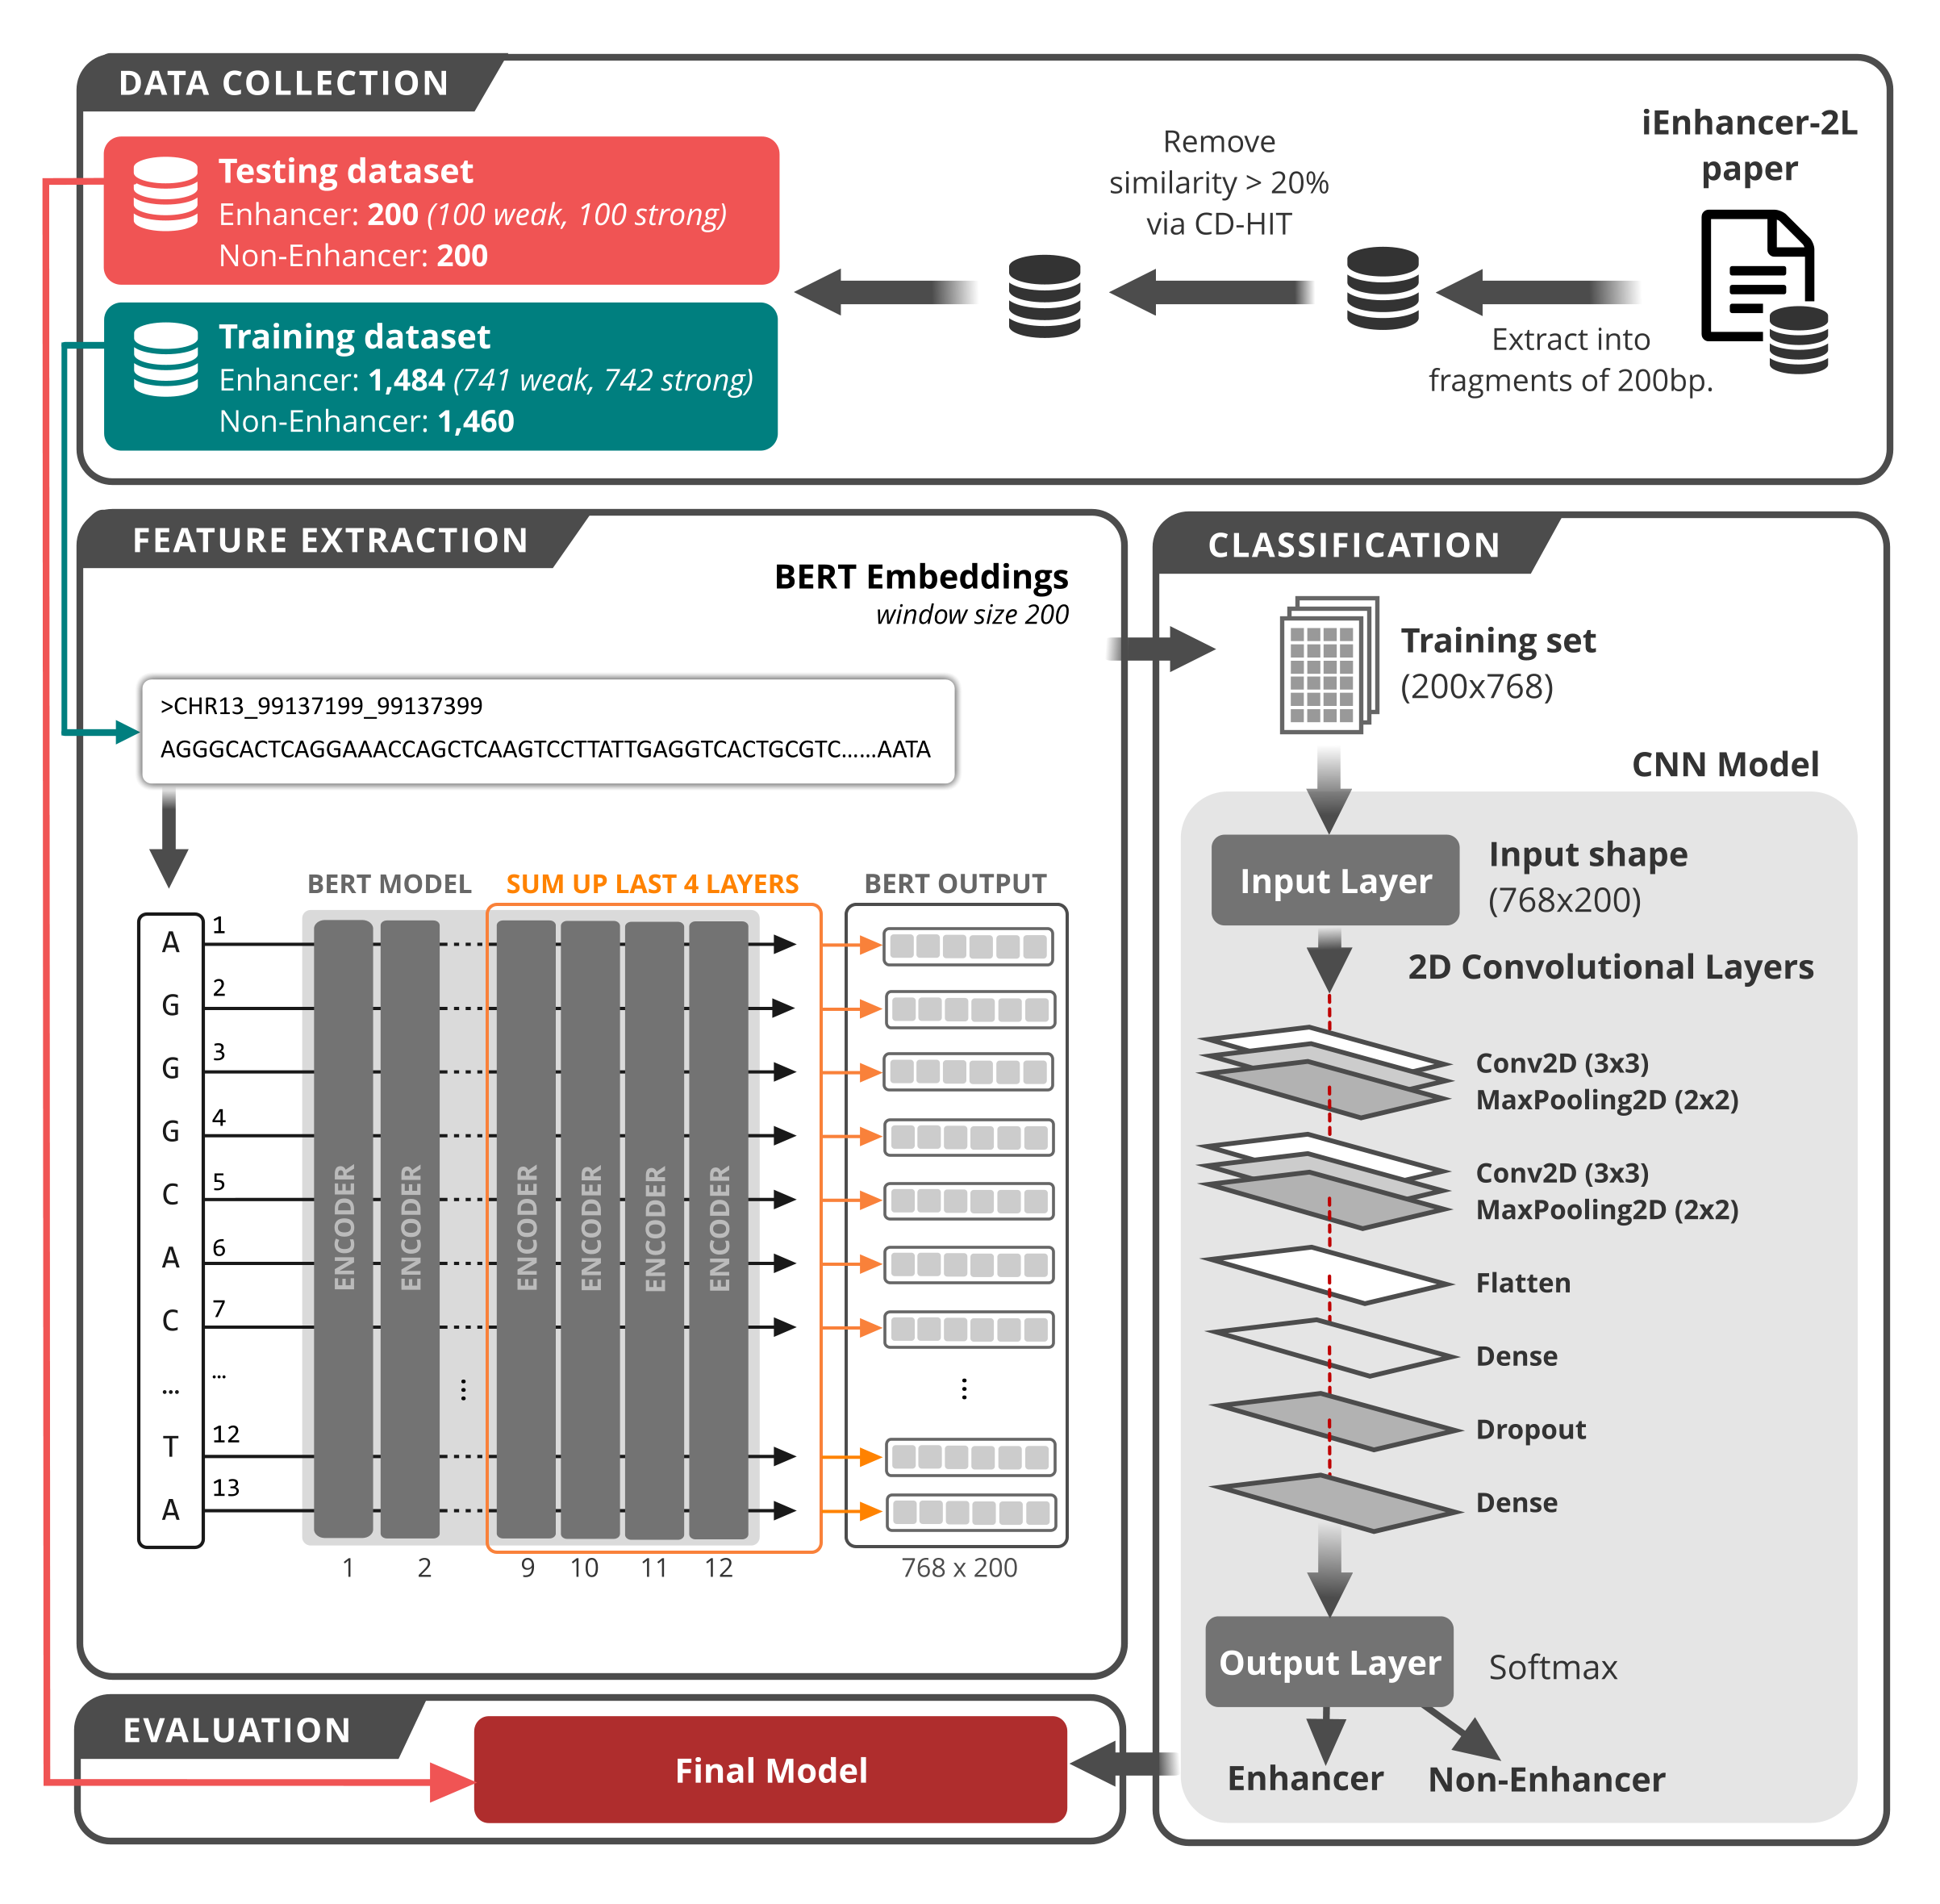 DATA COLLECTION
Testing dataset
Enhancer: 200 (100 weak, 100 strong)
Non-Enhancer: 200
Training dataset
Enhancer: 1,484 (741 weak, 742 strong)
Non-Enhancer: 1,460
Remove
similarity > 20%
via CD-HIT
iEnhancer-2L
paper
Extract into
fragments of 200bp.
FEATURE EXTRACTION
BERT Embeddings
window size 200
>CHR13_99137199_99137399
AGGGCACTCAGGAAACCAGCTCAAGTCCTTATTGAGGTCACTGCGTC......AATA
BERT MODEL
SUM UP LAST 4 LAYERS
BERT OUTPUT
A 1
G 2
G 3
G 4
C 5
A 6
C 7
... ...
T 12
A 13
ENCODER
ENCODER
ENCODER
ENCODER
ENCODER
ENCODER
1 2 9 10 11 12
768 x 200
CLASSIFICATION
Training set
(200x768)
CNN Model
Input Layer
Input shape
(768x200)
2D Convolutional Layers
Conv2D (3x3)
MaxPooling2D (2x2)
Conv2D (3x3)
MaxPooling2D (2x2)
Flatten
Dense
Dropout
Dense
Output Layer
Softmax
Enhancer
Non-Enhancer
EVALUATION
Final Model